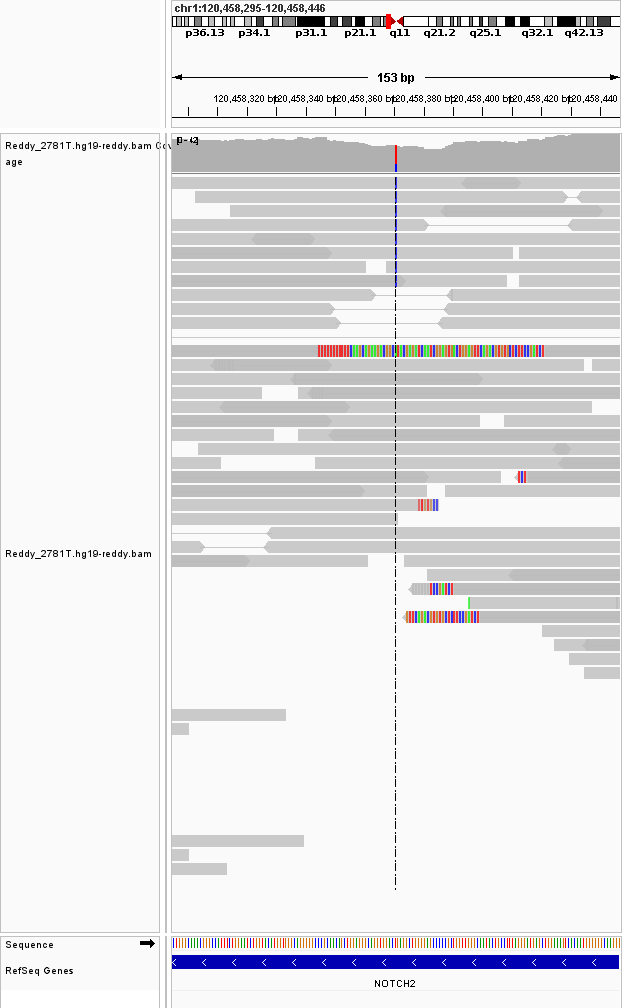 chr1:120,458,295-120,458,446
p36.13 p34.1 p31.1 p21.1 q11 q21.2 q25.1 q32.1 q42.13
153 bp
120,458,320 bp 120,458,340 bp 120,458,360 bp 120,458,380 bp 120,458,400 bp 120,458,420 bp 120,458,440
Reddy_2781T.hg19-reddy.bam Cov
age
Reddy_2781T.hg19-reddy.bam
Sequence
RefSeq Genes
NOTCH2